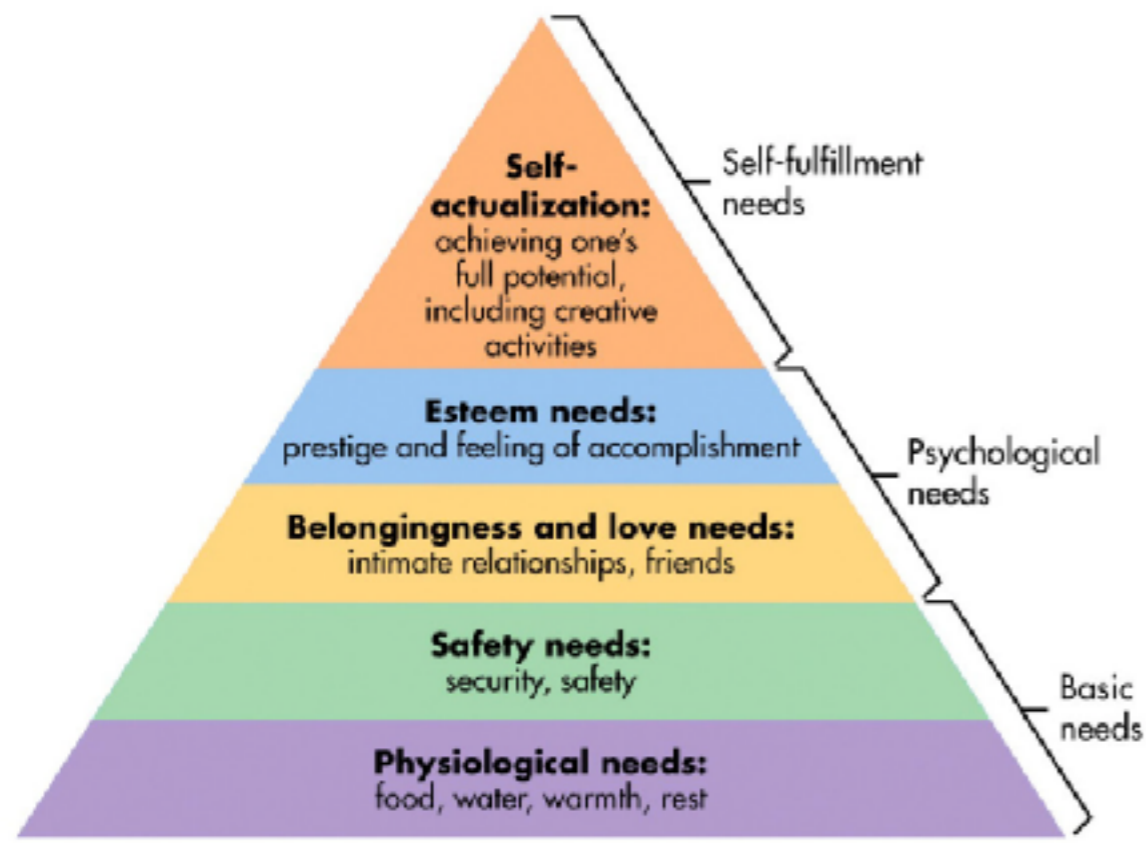 Self-
actualization:
achieving one's
full potential,
including creative
activities
Self-fulfillment
needs
Esteem needs:
prestige and feeling of accomplishment
Psychological
needs
Belongingness and love needs:
intimate relationships, friends
Safety needs:
security, safety
Basic
needs
Physiological needs:
food, water, warmth, rest